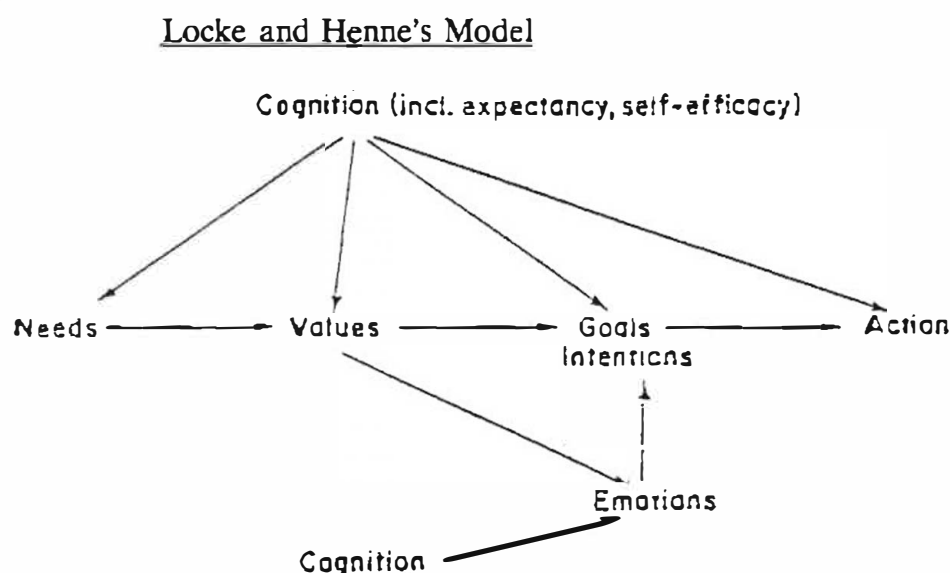 Locke and Henne's Model
Cognition (incl. expectancy, self-efficacy)
Needs Values Goals Action
Intentions
Emotions
Cognition